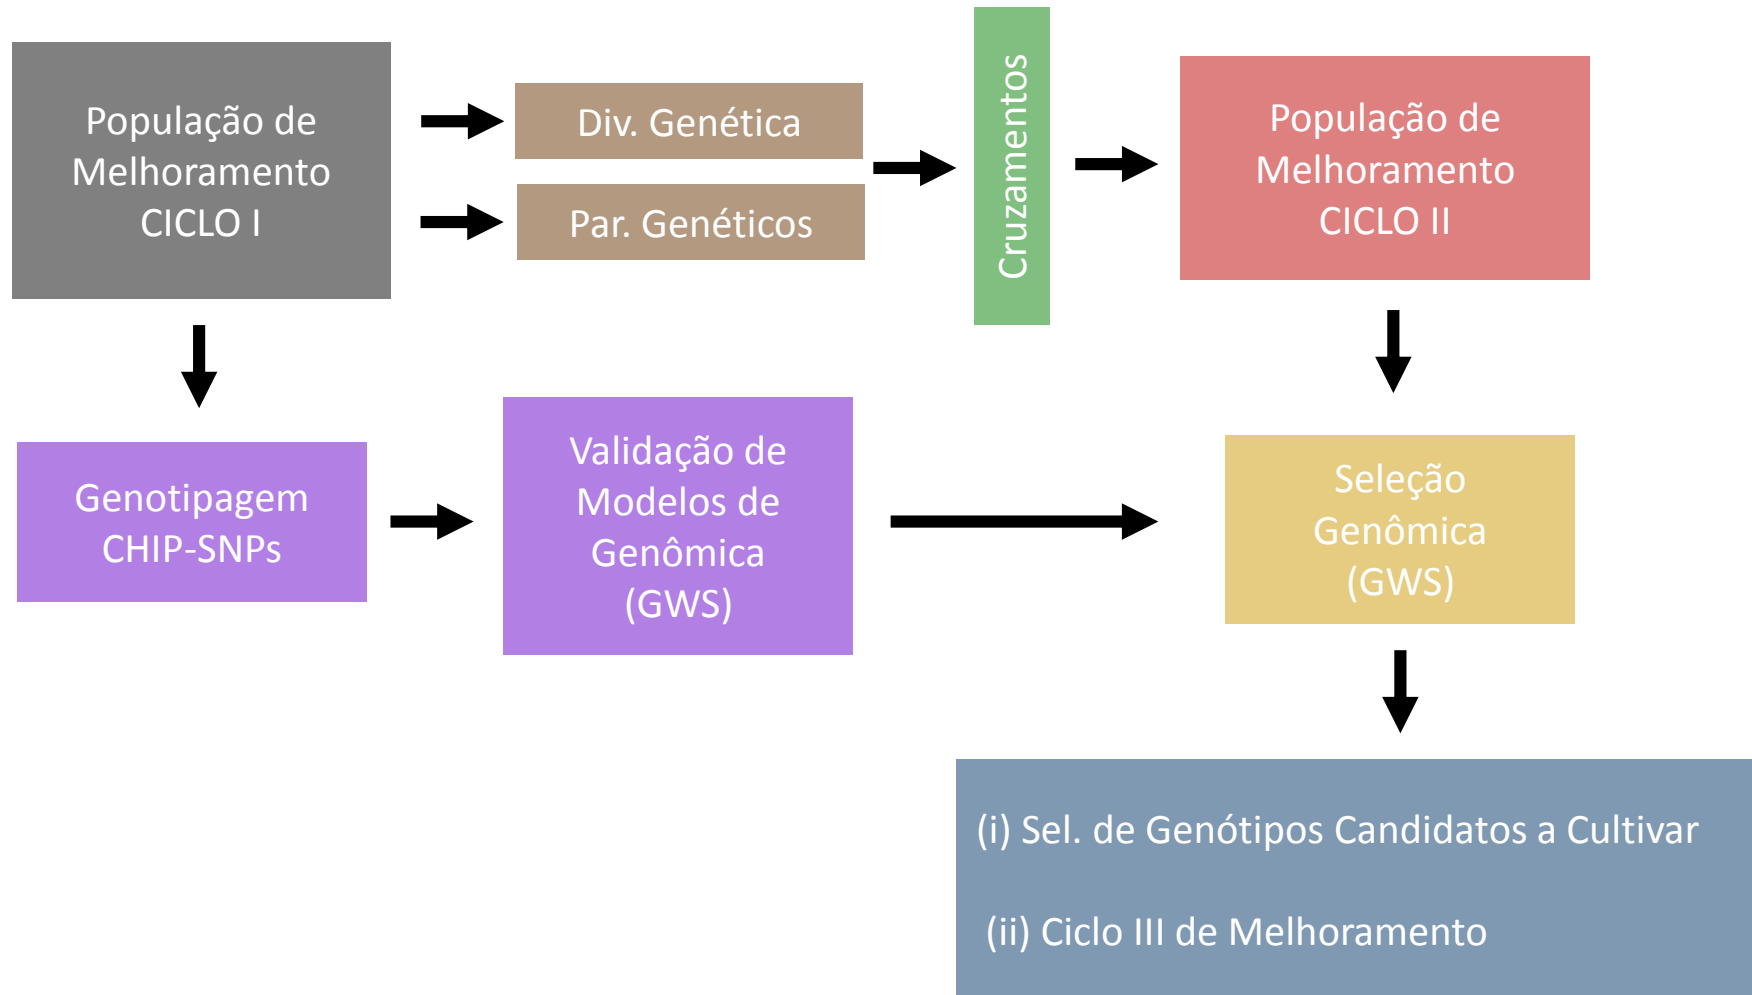 População de
Melhoramento
CICLO I
Div. Genética
Par. Genéticos
Cruzamentos
População de
Melhoramento
CICLO II
Genotipagem
CHIP-SNPs
Validação de
Modelos de
Genômica
(GWS)
Seleção
Genômica
(GWS)
(i) Sel. de Genótipos Candidatos a Cultivar
(ii) Ciclo III de Melhoramento